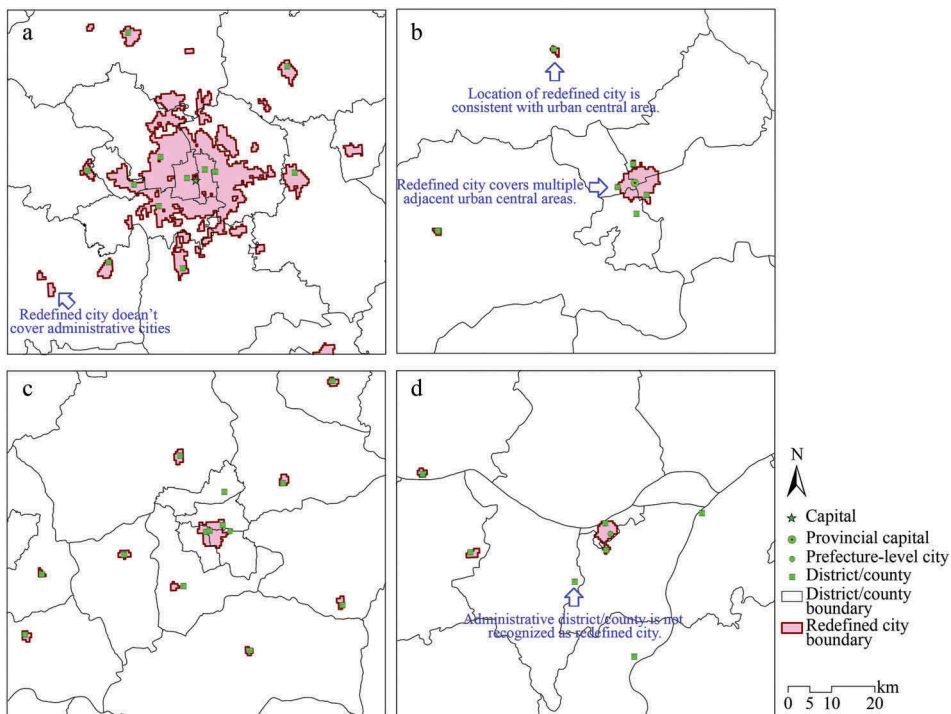 a
Redefined city doean't
cover administrative cities
b
Location of redefined city is
consistent with urban central area.
Redefined city covers multiple
adjacent urban central areas.
c
d
Administrative district/county is not
recognized as redefined city.
N
Capital
Provincial capital
Prefecture-level city
District/county
District/county
boundary
Redefined city
boundary
km
0 5 10 20